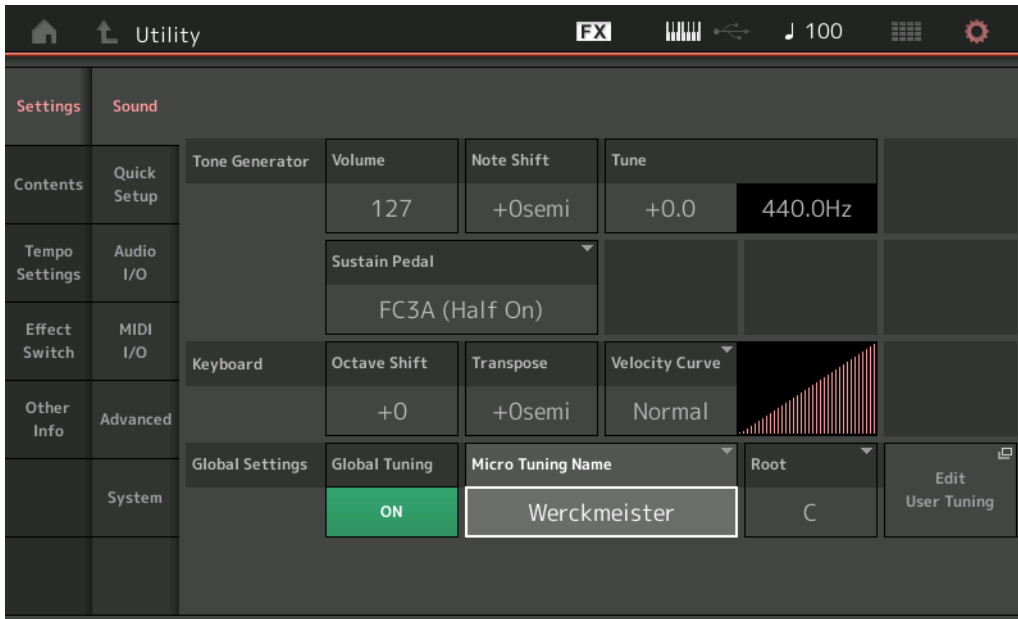 Utility
FX
♩ 100
Settings
Sound
Contents
Quick
Setup
Tempo
Settings
Audio
I/O
Effect
Switch
MIDI
I/O
Other
Info
Advanced
System
Tone Generator
Volume
127
Note Shift
+0semi
Tune
+0.0
440.0Hz
Sustain Pedal
FC3A (Half On)
Keyboard
Octave Shift
+0
Transpose
+0semi
Velocity Curve
Normal
Global Settings
Global Tuning
ON
Micro Tuning Name
Werckmeister
Root
C
Edit
User Tuning